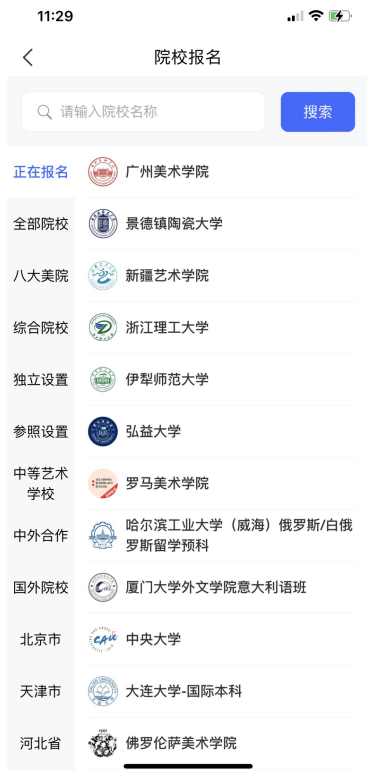 11:29
院校报名
请输入院校名称
搜索
正在报名
广州美术学院
全部院校
景德镇陶瓷大学
八大美院
新疆艺术学院
综合院校
浙江理工大学
独立设置
伊犁师范大学
参照设置
弘益大学
中等艺术
学校
罗马美术学院
中外合作
哈尔滨工业大学（威海）俄罗斯/白俄
罗斯留学预科
国外院校
厦门大学外文学院意大利语班
北京市
中央大学
天津市
大连大学-国际本科
河北省
佛罗伦萨美术学院